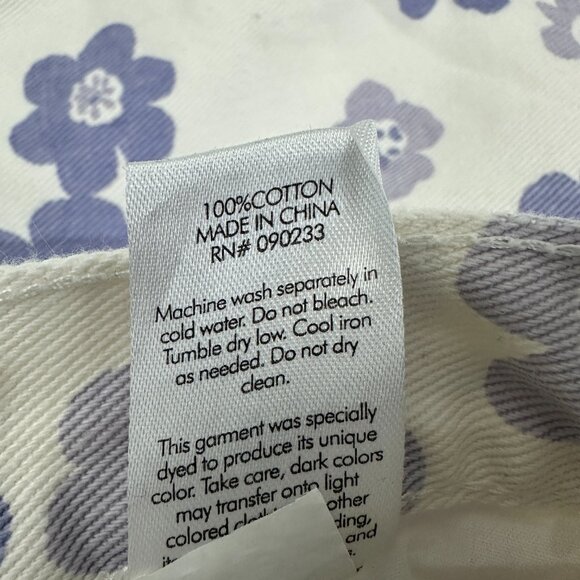 100%COTTON
MADE IN CHINA
RN# 090233
Machine wash separately in
cold water. Do not bleach.
Tumble dry low. Cool iron
as needed. Do not dry
clean.
This garment was specially
dyed to produce its unique
color. Take care, dark colors
may transfer onto light
colored other
and